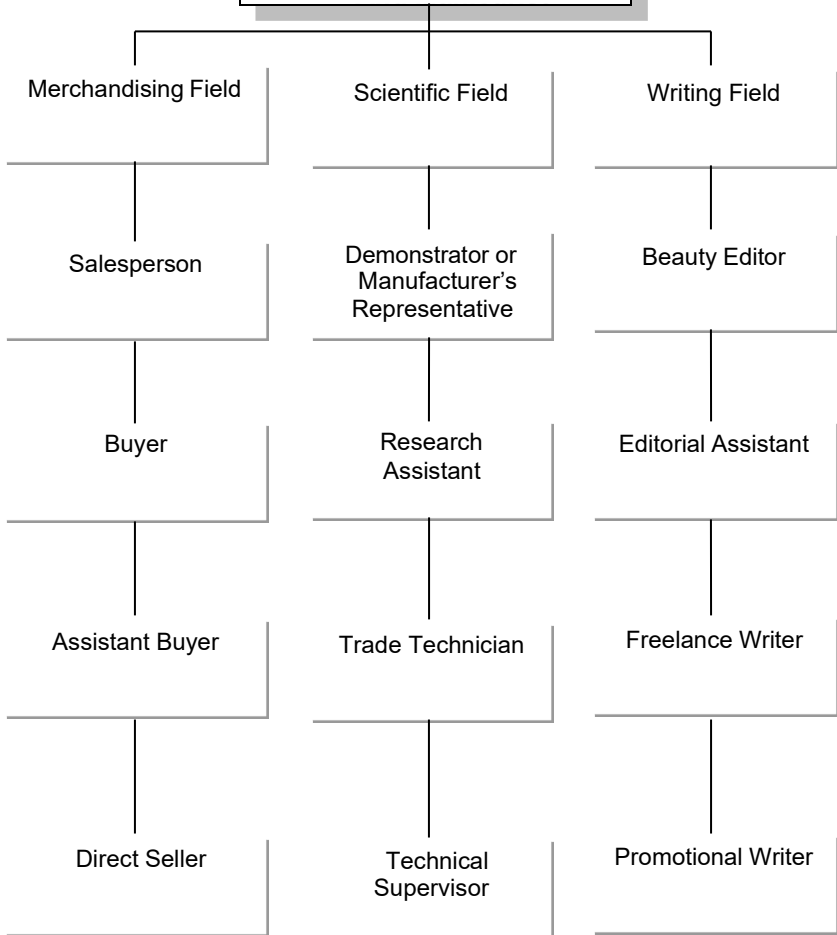 Merchandising Field
Scientific Field
Writing Field
Salesperson
Demonstrator or
Manufacturer’s
Representative
Beauty Editor
Buyer
Research
Assistant
Editorial Assistant
Assistant Buyer
Trade Technician
Freelance Writer
Direct Seller
Technical
Supervisor
Promotional Writer